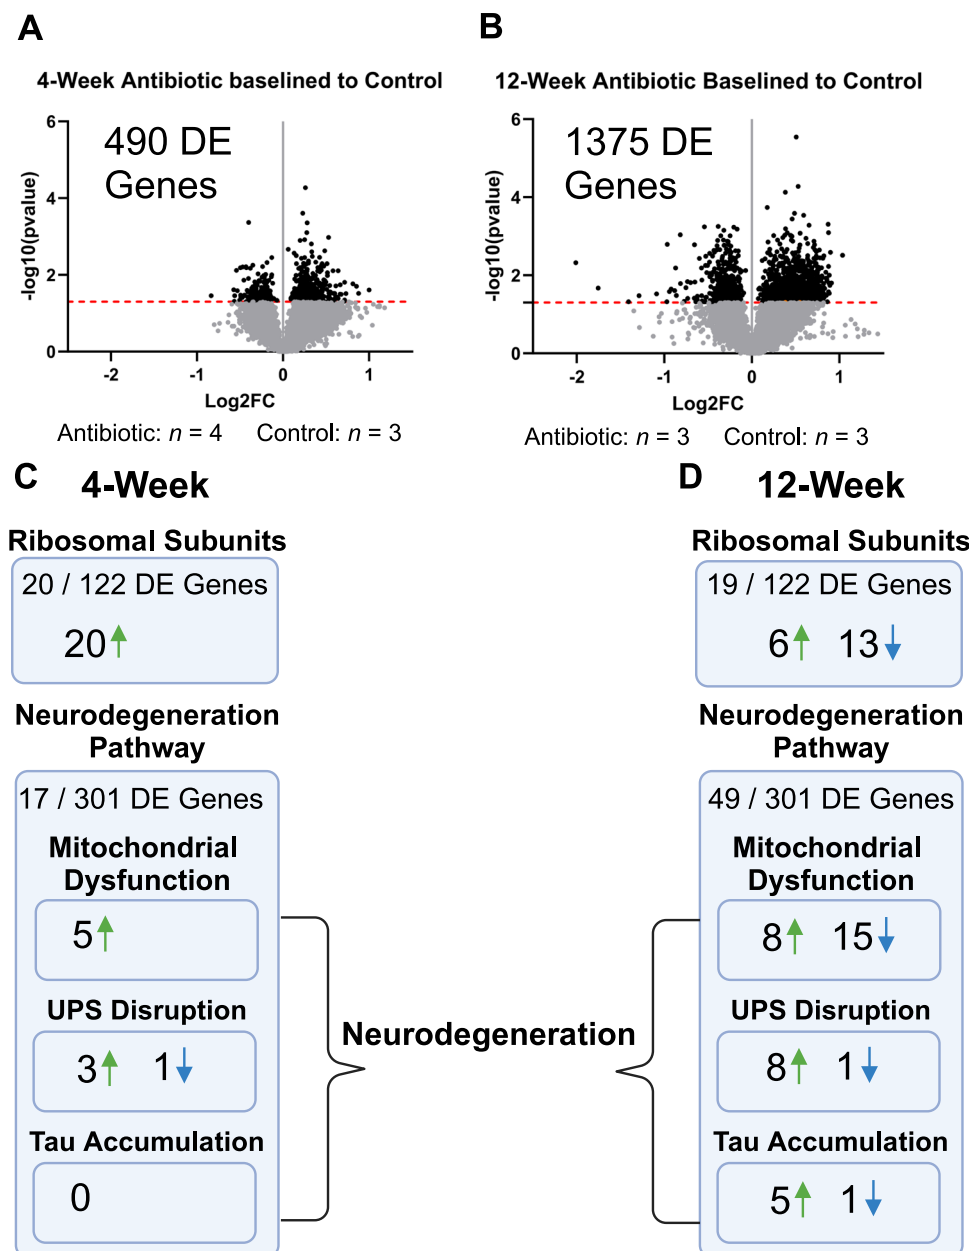 A
4-Week Antibiotic baselined to Control
490 DE
Genes
6
4
2
0
-log10(pvalue)
-2 -1 0 1
Log2FC
Antibiotic: n = 4 Control: n = 3
B
12-Week Antibiotic Baselined to Control
1375 DE
Genes
6
4
2
0
-log10(pvalue)
-2 -1 0 1
Log2FC
Antibiotic: n = 3 Control: n = 3
C 4-Week
Ribosomal Subunits
20 / 122 DE Genes
20↑
Neurodegeneration
Pathway
17 / 301 DE Genes
Mitochondrial
Dysfunction
5↑
UPS Disruption
3↑ 1↓
Tau Accumulation
0
Neurodegeneration
D 12-Week
Ribosomal Subunits
19 / 122 DE Genes
6↑ 13↓
Neurodegeneration
Pathway
49 / 301 DE Genes
Mitochondrial
Dysfunction
8↑ 15↓
UPS Disruption
8↑ 1↓
Tau Accumulation
5↑ 1↓